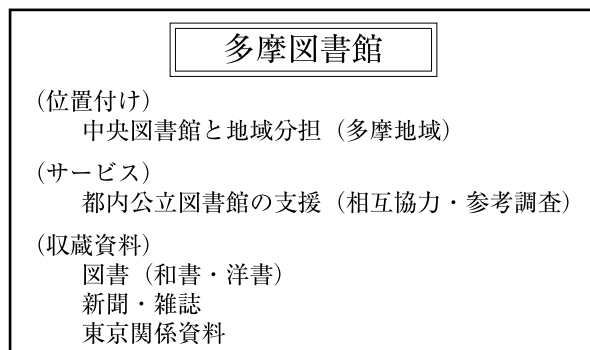 多摩図書館
（位置付け）
中央図書館と地域分担（多摩地域）
（サービス）
都内公立図書館の支援（相互協力・参考調査）
（収蔵資料）
図書（和書・洋書）
新聞・雑誌
東京関係資料